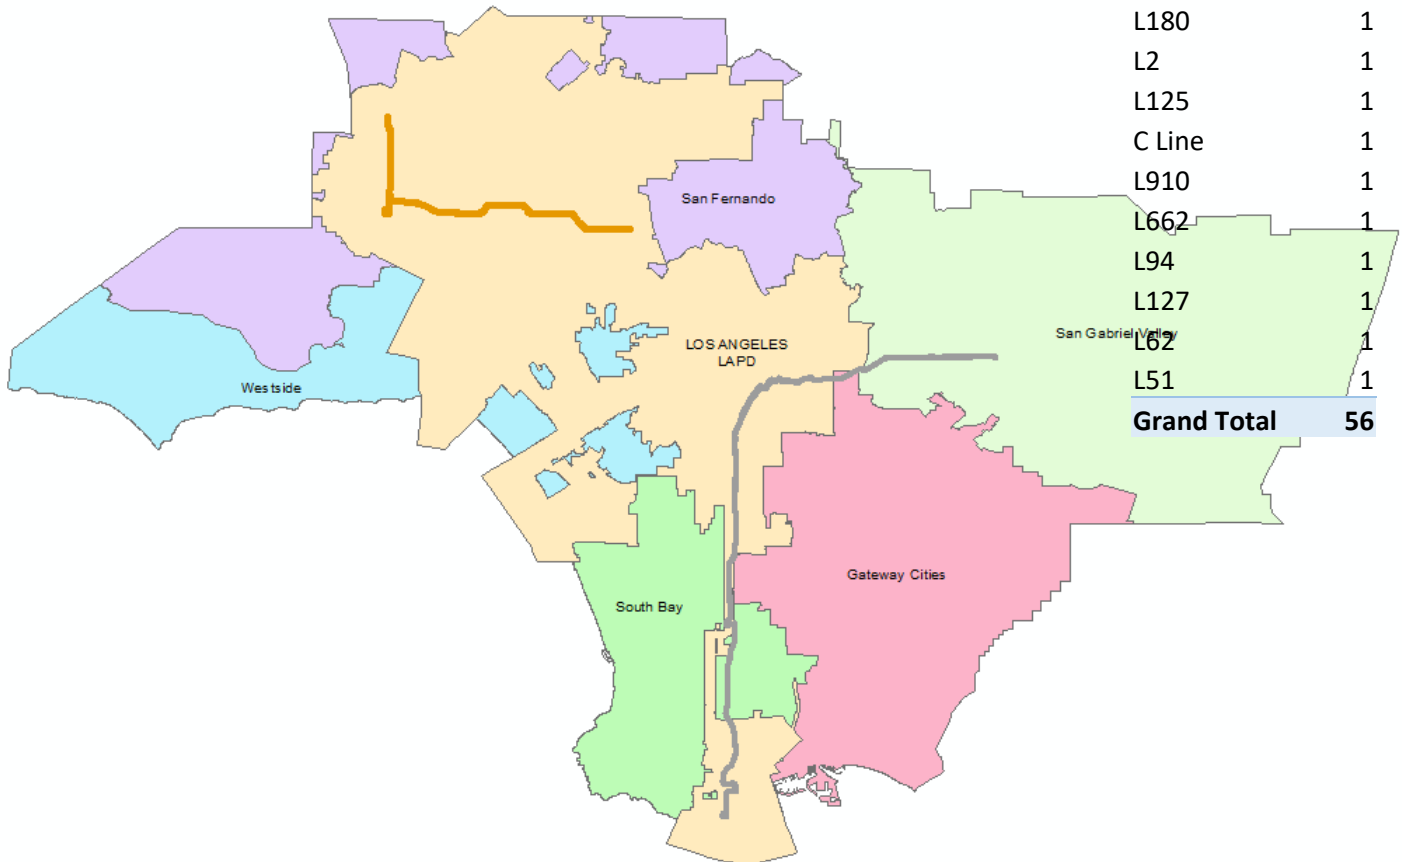 L180 1
L2 1
L125 1
C Line 1
L910 1
L662 1
L94 1
L127 1
L62 1
L51 1
Grand Total 56
San Fernando
San Gabriel Valley
LOS ANGELES
LAPD
Westside
Gateway Cities
South Bay